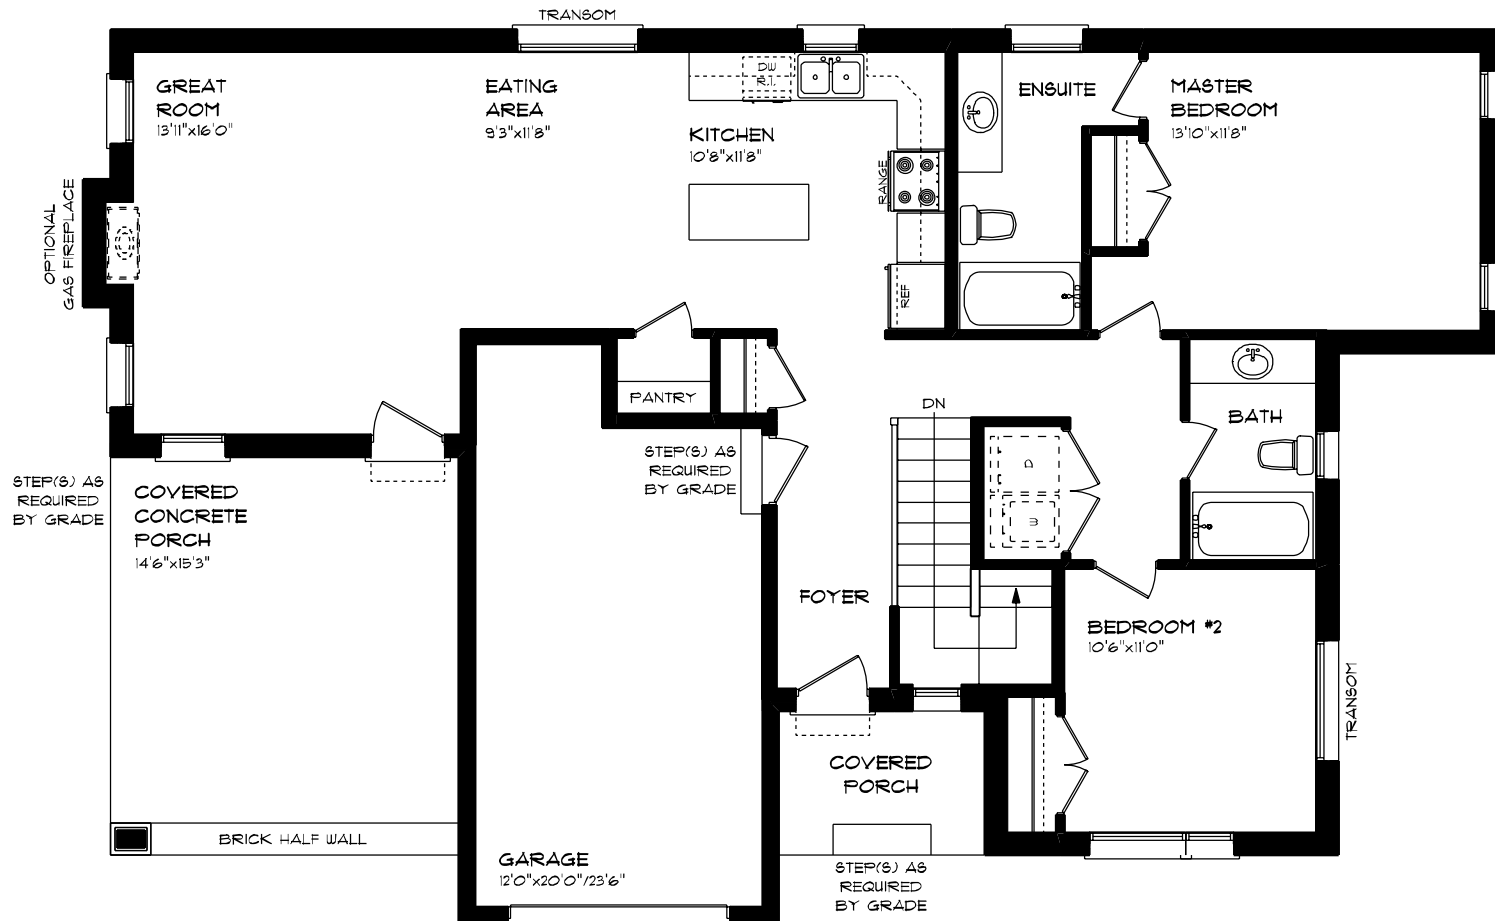 TRANSOM
GREAT
ROOM
13'11"x16'0"
EATING
AREA
9'3"x11'8"
DW
R.I.
KITCHEN
10'8"x11'8"
RANGE
REF
ENSUITE
MASTER
BEDROOM
13'10"x11'8"
OPTIONAL
GAS FIREPLACE
PANTRY
DN
BATH
STEP(S) AS
REQUIRED
BY GRADE
COVERED
CONCRETE
PORCH
14'6"x15'3"
STEP(S) AS
REQUIRED
BY GRADE
D
W
FOYER
BEDROOM #2
10'6"x11'0"
TRANSOM
COVERED
PORCH
BRICK HALF WALL
GARAGE
12'0"x20'0"/23'6"
STEP(S) AS
REQUIRED
BY GRADE